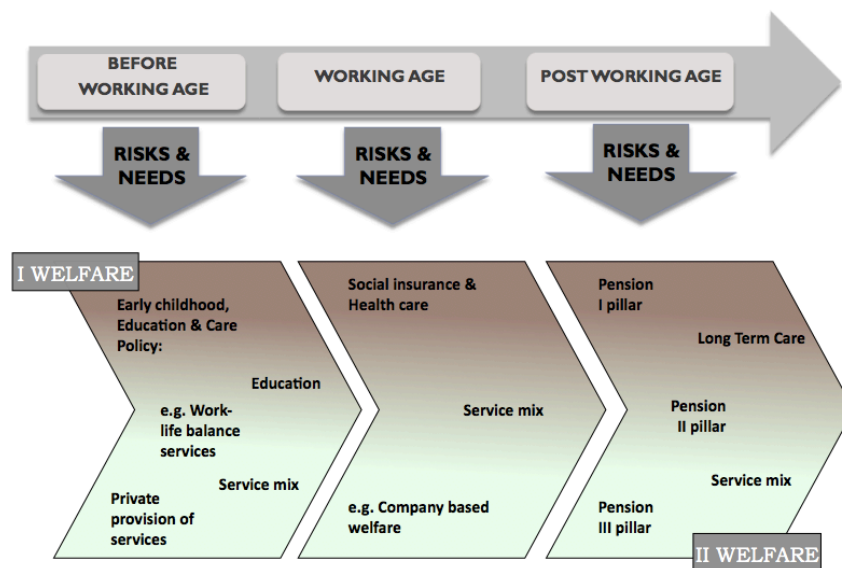 BEFORE
WORKING AGE
WORKING AGE
POST WORKING AGE
RISKS &
NEEDS
RISKS &
NEEDS
RISKS &
NEEDS
I WELFARE
Early childhood,
Education & Care
Policy:
Education
e.g. Work-
life balance
services
Service mix
Private
provision of
services
Social insurance &
Health care
Service mix
e.g. Company based
welfare
Pension
I pillar
Long Term Care
Pension
II pillar
Service mix
Pension
III pillar
II WELFARE